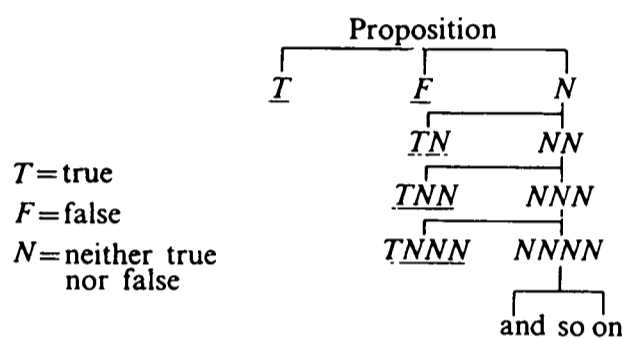 Proposition
T F N
TN NN
T=true
TNN NNN
F=false
TNNN NNNN
N=neither true
nor false
and so on